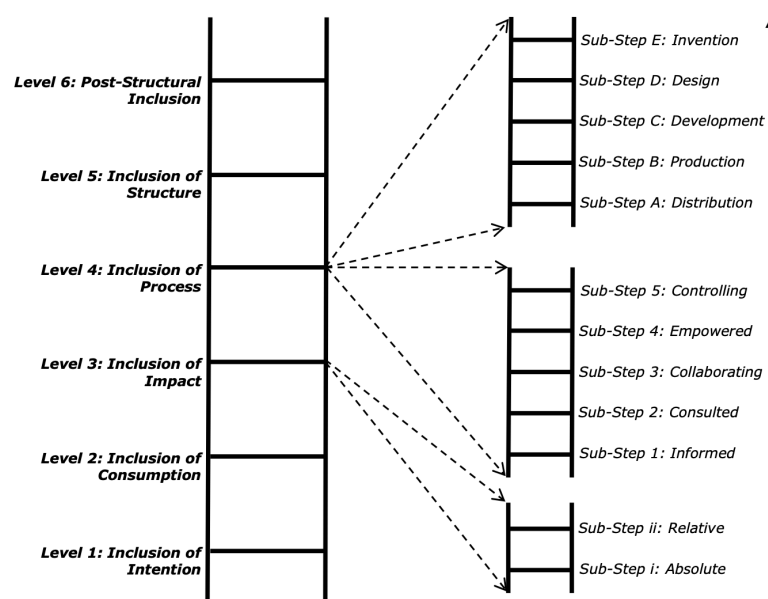 Level 6: Post-Structural
Inclusion
Level 5: Inclusion of
Structure
Level 4: Inclusion of
Process
Level 3: Inclusion of
Impact
Level 2: Inclusion of
Consumption
Level 1: Inclusion of
Intention
Sub-Step E: Invention
Sub-Step D: Design
Sub-Step C: Development
Sub-Step B: Production
Sub-Step A: Distribution
Sub-Step 5: Controlling
Sub-Step 4: Empowered
Sub-Step 3: Collaborating
Sub-Step 2: Consulted
Sub-Step 1: Informed
Sub-Step ii: Relative
Sub-Step i: Absolute